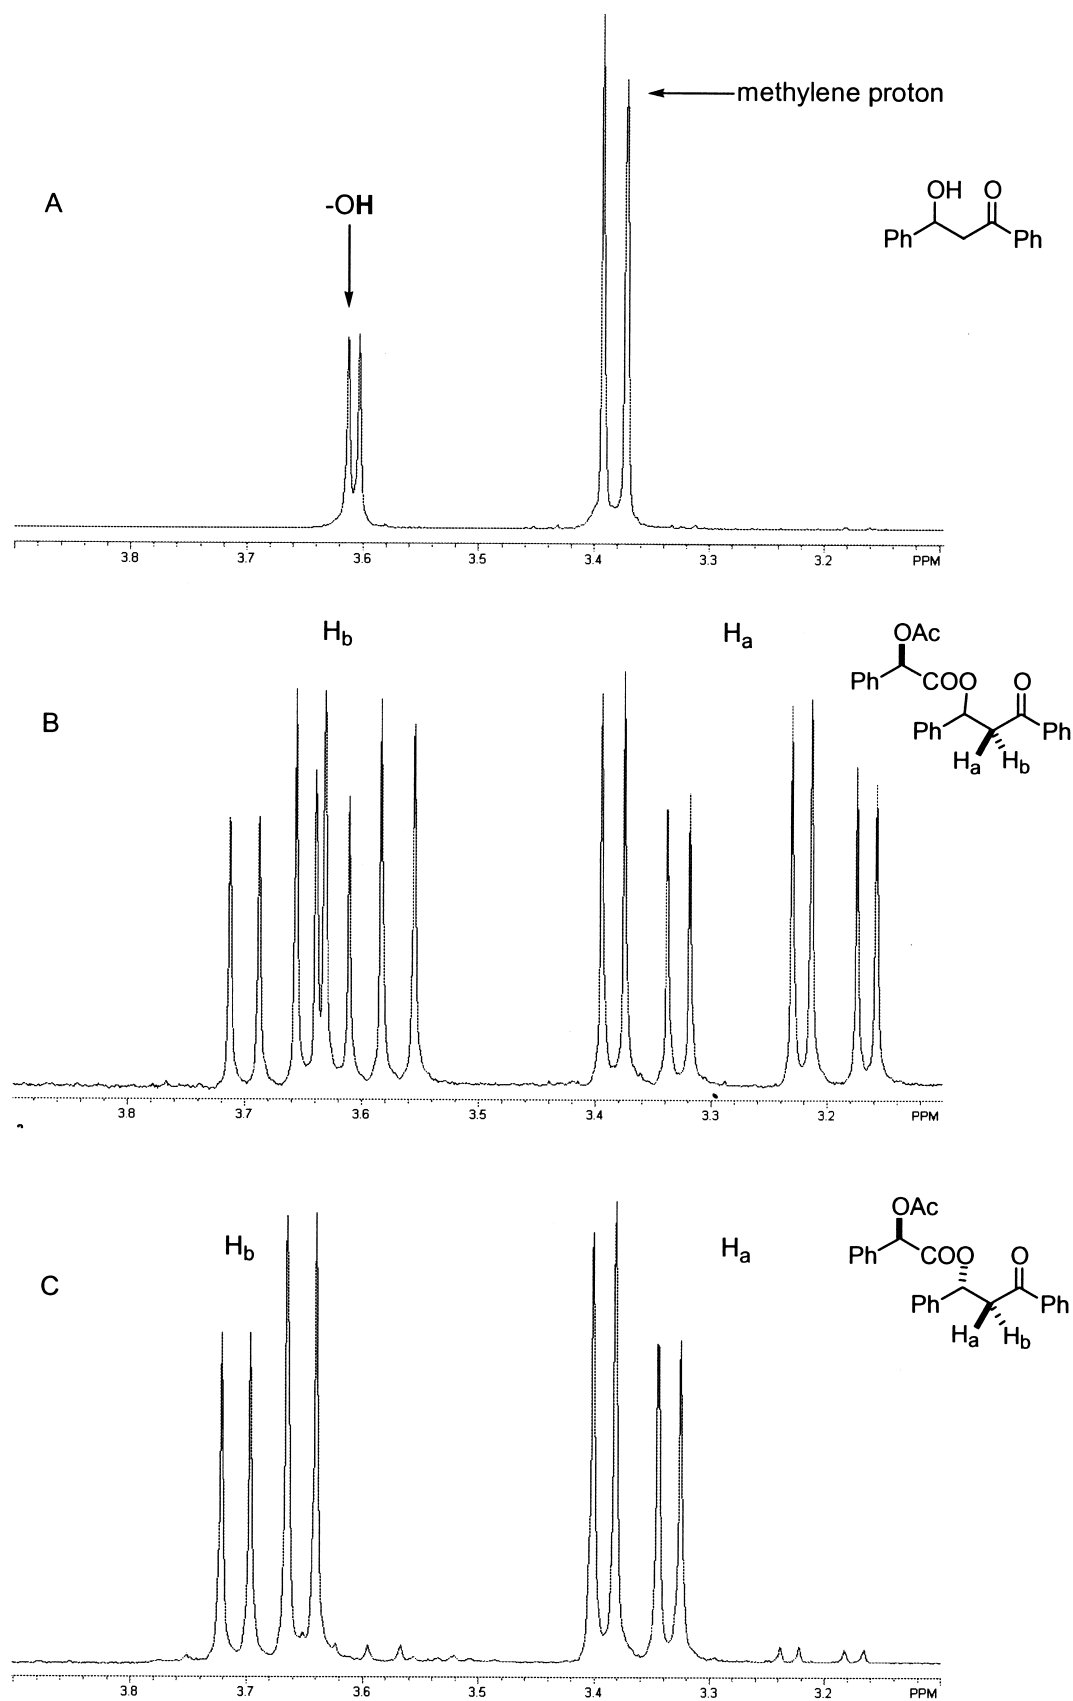 methylene proton
A
-OH
OH O
Ph Ph
3.8 3.7 3.6 3.5 3.4 3.3 3.2 PPM
Hb Ha
OAc
Ph COO O
B
Ph Ph
Ha Hb
3.8 3.7 3.6 3.5 3.4 3.3 3.2 PPM
OAc
Hb Ha
Ph COO O
C
Ph Ph
Ha Hb
3.8 3.7 3.6 3.5 3.4 3.3 3.2 PPM